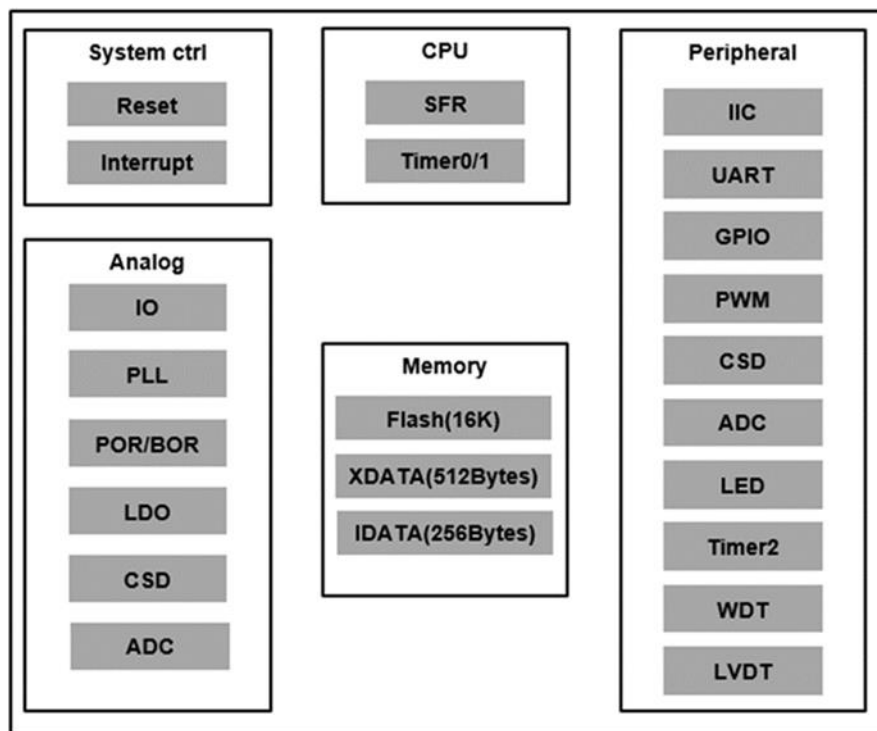 System ctrl
Reset
Interrupt
CPU
SFR
Timer0/1
Peripheral
IIC
UART
GPIO
PWM
CSD
ADC
LED
Timer2
WDT
LVDT
Analog
IO
PLL
POR/BOR
LDO
CSD
ADC
Memory
Flash(16K)
XDATA(512Bytes)
IDATA(256Bytes)